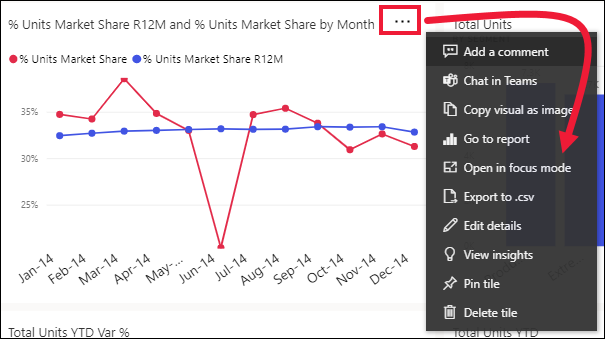 % Units Market Share R12M and % Units Market Share by Month
...
Total Units
% Units Market Share
% Units Market Share R12M
35%
30%
25%
Jan-14
Feb-14
Mar-14
Apr-14
May-...
Jun-14
Jul-14
Aug-14
Sep-14
Oct-14
Nov-14
Dec-14
Add a comment
Chat in Teams
Copy visual as image
Go to report
Open in focus mode
Export to .csv
Edit details
View insights
Pin tile
Delete tile
Total Units YTD Var %
Total Units YTD